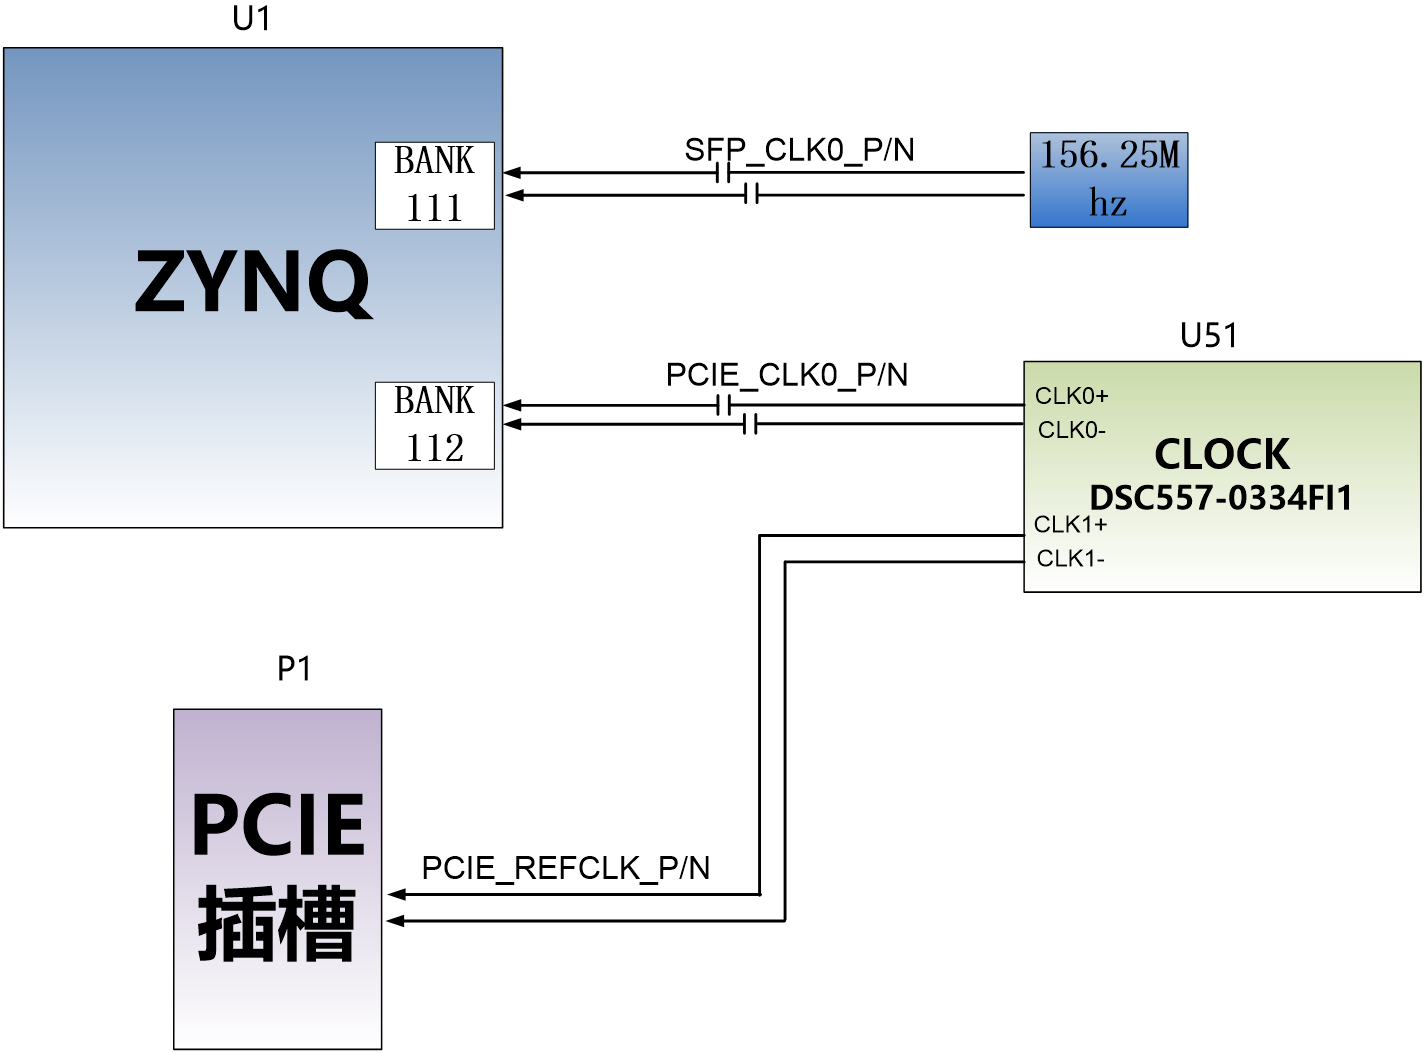 U1
BANK
111
ZYNQ
SFP_CLK0_P/N
156.25M
hz
BANK
112
PCIE_CLK0_P/N
U51
CLK0+
CLK0-
CLOCK
DSC557-0334FI1
CLK1+
CLK1-
P1
PCIE
插槽
PCIE_REFCLK_P/N